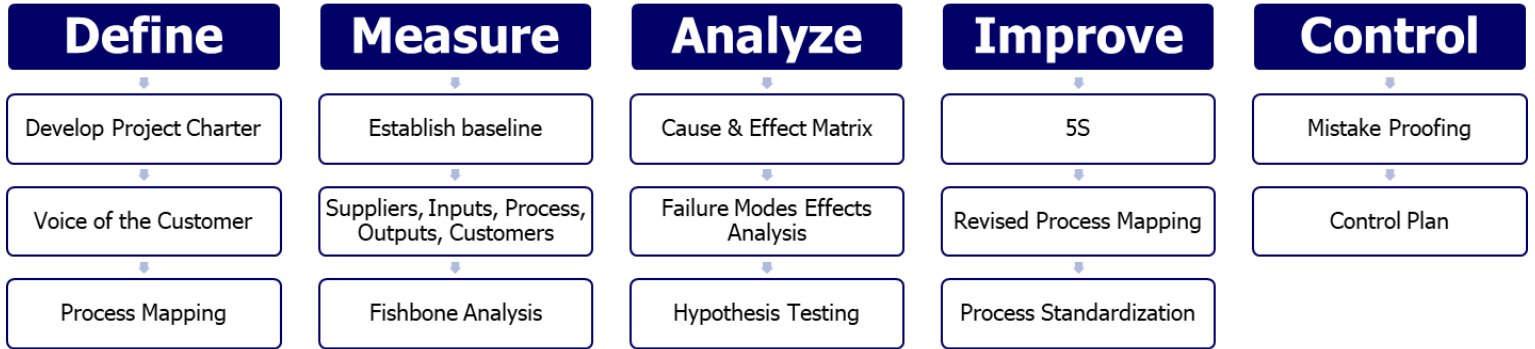 Define
Develop Project Charter
Voice of the Customer
Process Mapping
Measure
Establish baseline
Suppliers, Inputs, Process,
Outputs, Customers
Fishbone Analysis
Analyze
Cause & Effect Matrix
Failure Modes Effects
Analysis
Hypothesis Testing
Improve
5S
Revised Process Mapping
Process Standardization
Control
Mistake Proofing
Control Plan